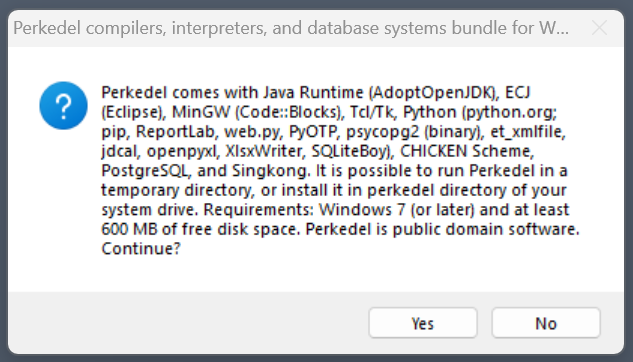 Perkedel compilers, interpreters, and database systems bundle for W...
Perkedel comes with Java Runtime (AdoptOpenJDK), ECJ
(Eclipse), MinGW (Code::Blocks), Tcl/Tk, Python (python.org;
pip, ReportLab, web.py, PyOTP, psycopg2 (binary), et_xmlfile,
jdcal, openpyxl, XlsxWriter, SQLiteBoy), CHICKEN Scheme,
PostgreSQL, and Singkong. It is possible to run Perkedel in a
temporary directory, or install it in perkedel directory of your
system drive. Requirements: Windows 7 (or later) and at least
600 MB of free disk space. Perkedel is public domain software.
Continue?
Yes
No